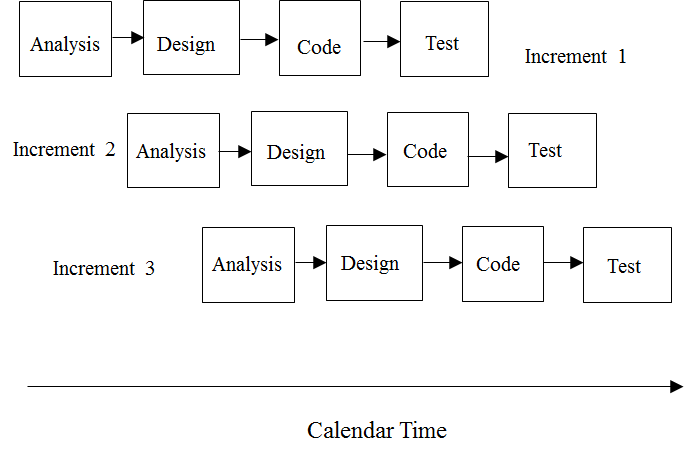 Analysis
Design
Code
Test
Increment 1
Increment 2
Analysis
Design
Code
Test
Increment 3
Analysis
Design
Code
Test
Calendar Time